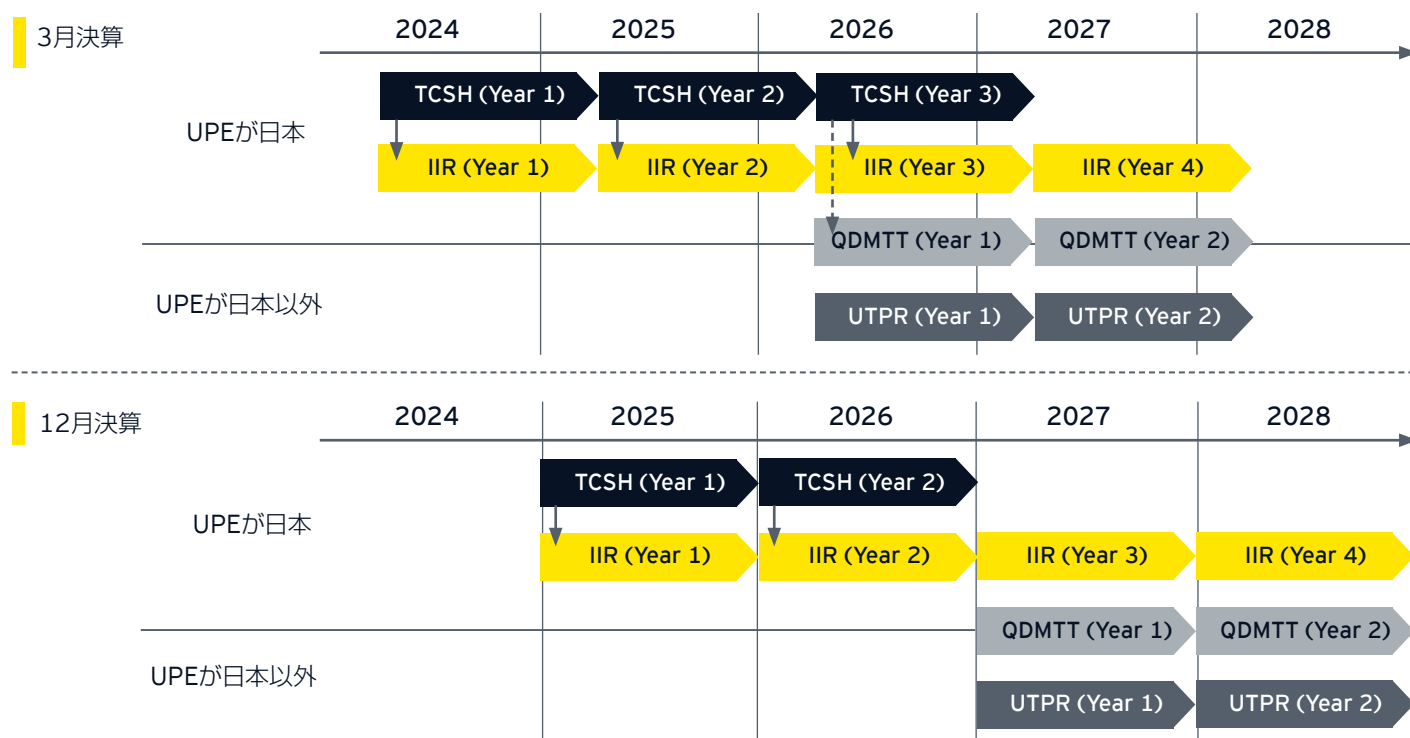 3月決算
2024 2025 2026 2027 2028
TCSH (Year 1) TCSH (Year 2) TCSH (Year 3)
UPEが日本
IIR (Year 1) IIR (Year 2) IIR (Year 3) IIR (Year 4)
QDMTT (Year 1) QDMTT (Year 2)
UPEが日本以外
UTPR (Year 1) UTPR (Year 2)
12月決算
2024 2025 2026 2027 2028
TCSH (Year 1) TCSH (Year 2)
UPEが日本
IIR (Year 1) IIR (Year 2) IIR (Year 3) IIR (Year 4)
QDMTT (Year 1) QDMTT (Year 2)
UPEが日本以外
UTPR (Year 1) UTPR (Year 2)